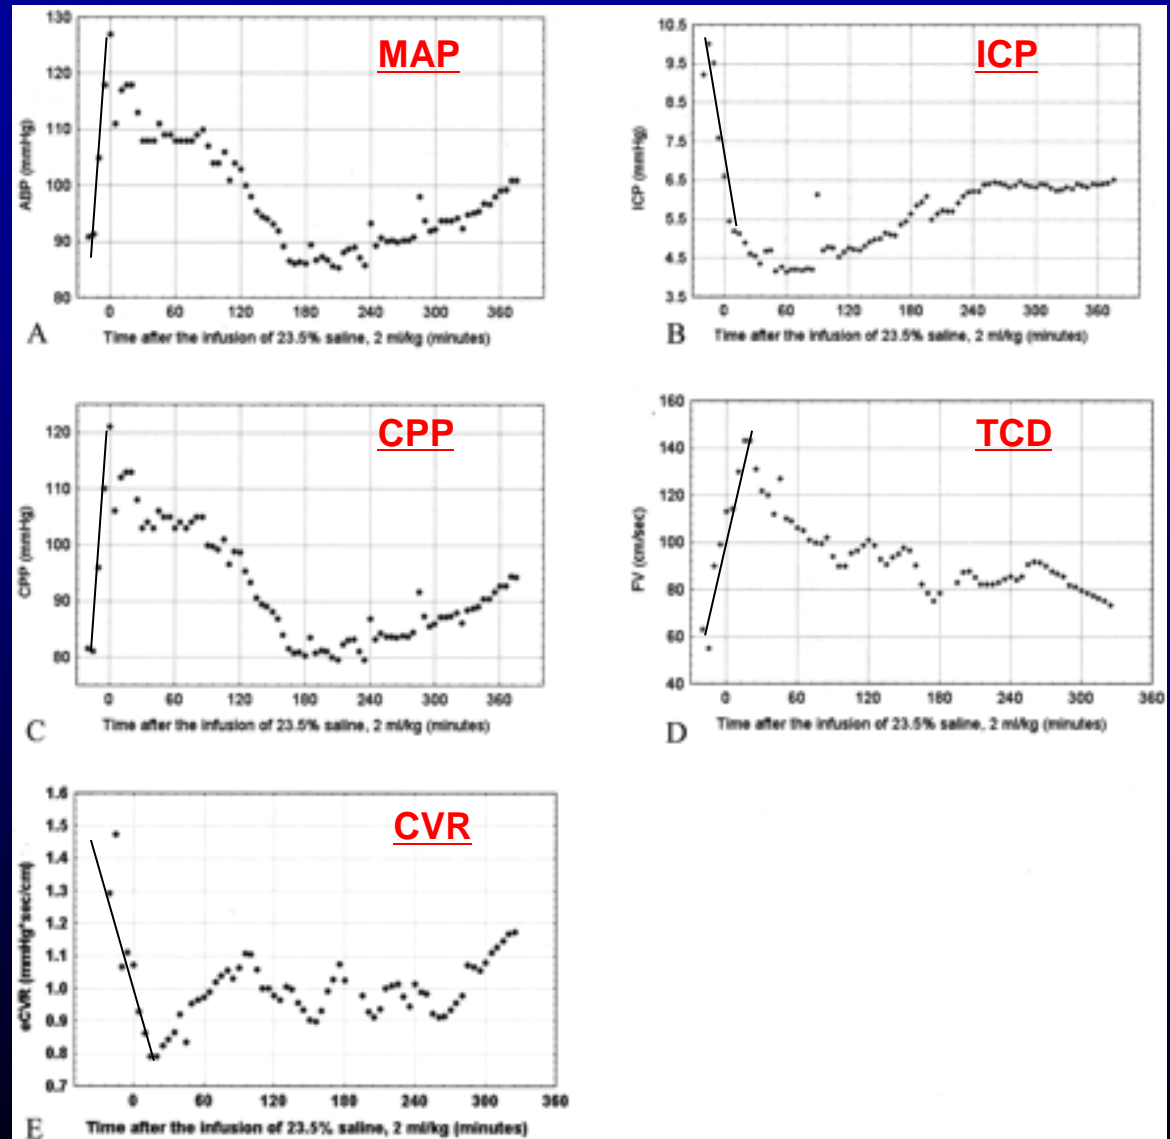 MAP
130
120
110
100
90
80
ABP (mmHg)
0 60 120 180 240 300 360
A Time after the infusion of 23.5% saline, 2 ml/kg (minutes)
ICP
10.5
9.5
8.5
7.5
6.5
5.5
4.5
3.5
ICP (mmHg)
0 60 120 180 240 300 360
B Time after the infusion of 23.5% saline, 2 ml/kg (minutes)
CPP
120
110
100
90
80
CPP (mmHg)
0 60 120 180 240 300 360
C Time after the infusion of 23.5% saline, 2 ml/kg (minutes)
TCD
160
140
120
100
80
60
40
FV (cm/sec)
0 60 120 180 240 300 360
D Time after the infusion of 23.5% saline, 2 ml/kg (minutes)
CVR
1.6
1.5
1.4
1.3
1.2
1.1
1.0
0.9
0.8
0.7
eCVR (mmHg*sec/cm)
0 60 120 180 240 300 360
E Time after the infusion of 23.5% saline, 2 ml/kg (minutes)